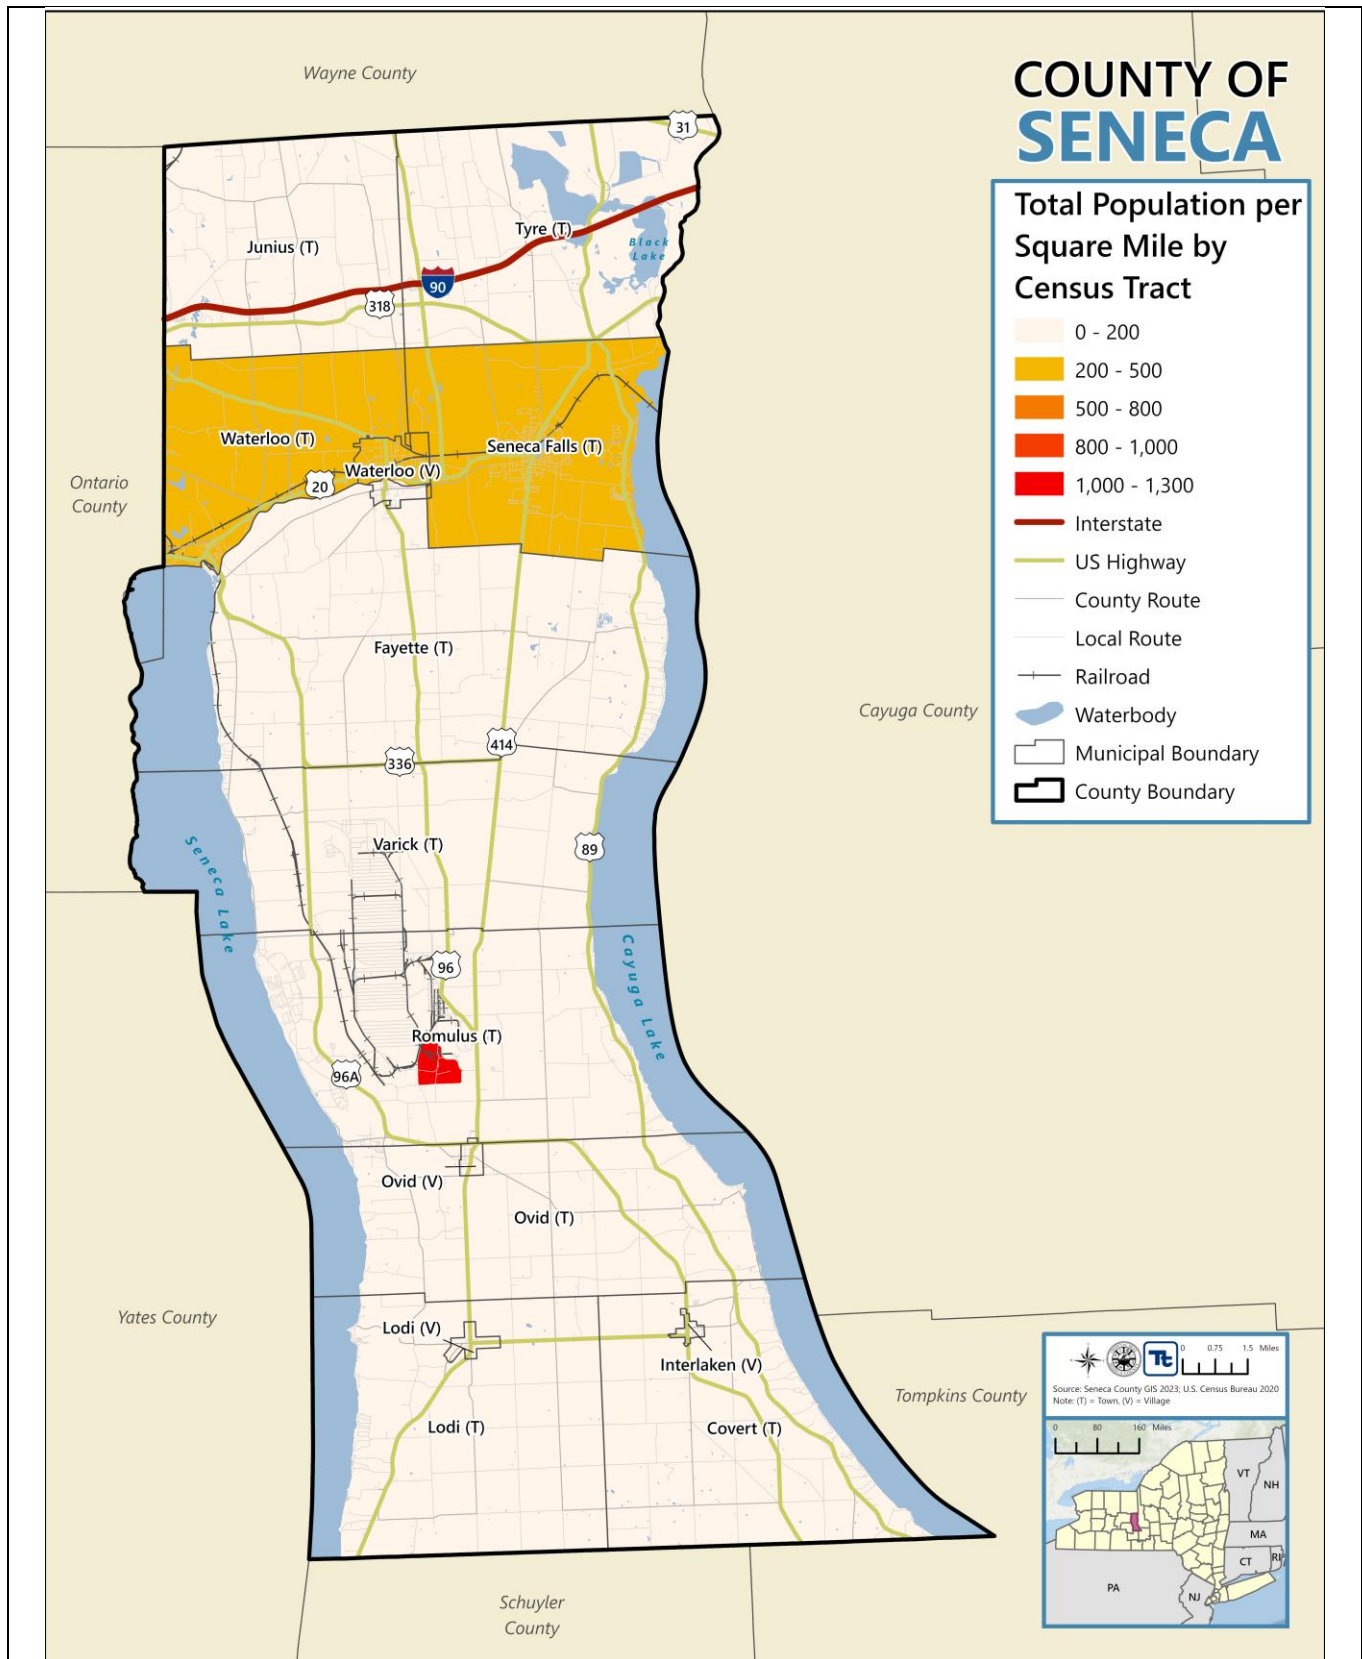 COUNTY OF
SENECA
Total Population per
Square Mile by
Census Tract
0 - 200
200 - 500
500 - 800
800 - 1,000
1,000 - 1,300
Interstate
US Highway
County Route
Local Route
Railroad
Waterbody
Municipal Boundary
County Boundary
Wayne County
31
Tyre (T)
Junius (T)
Black
Lake
90
318
Waterloo (T)
Seneca Falls (T)
Waterloo (V)
20
Ontario
County
Fayette (T)
Cayuga County
414
336
Varick (T)
89
Seneca Lake
Cayuga Lake
96
Romulus (T)
96A
Ovid (V)
Ovid (T)
Yates County
Lodi (V)
Interlaken (V)
Tompkins County
Lodi (T)
Covert (T)
Schuyler
County
Tt
0 0.75 1.5 Miles
Source: Seneca County GIS 2023; U.S. Census Bureau 2020
Note: (T) = Town, (V) = Village
0 80 160 Miles
VT
NH
MA
CT
RI
PA
NJ